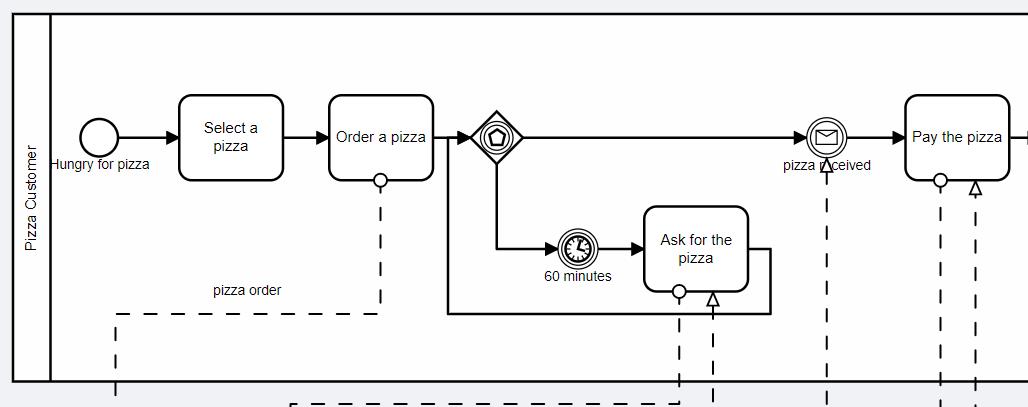 Pizza Customer
Hungry for pizza
Select a
pizza
Order a pizza
pizza received
Pay the pizza
60 minutes
Ask for the
pizza
pizza order